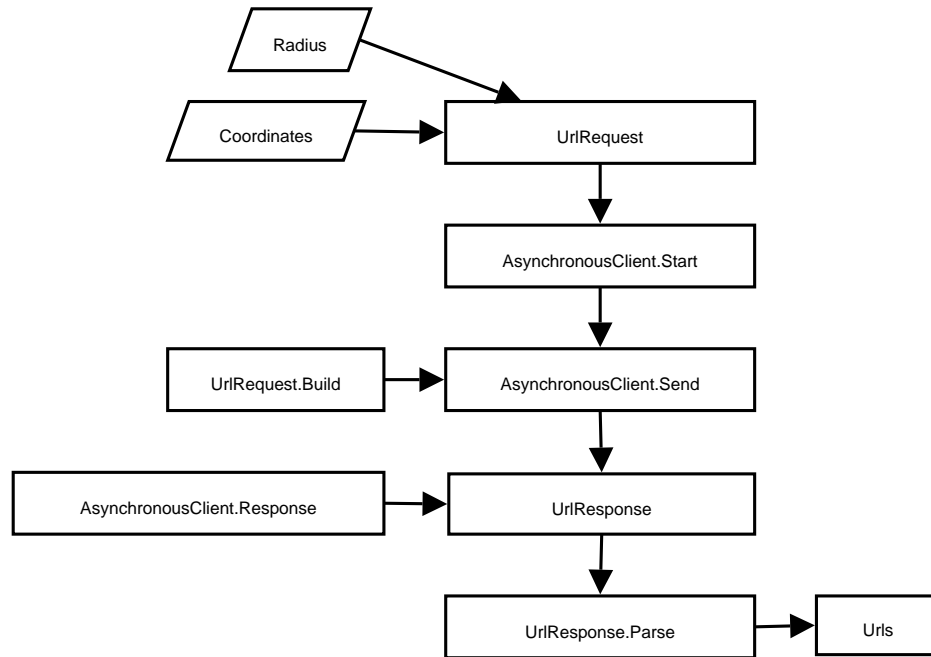 Radius
Coordinates
UrlRequest
AsynchronousClient.Start
UrlRequest.Build
AsynchronousClient.Send
AsynchronousClient.Response
UrlResponse
UrlResponse.Parse
Urls